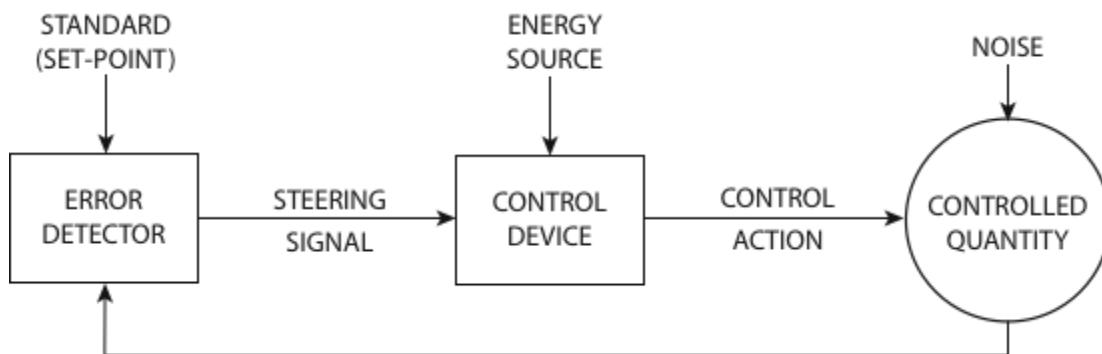 STANDARD
(SET-POINT)
ENERGY
SOURCE
NOISE
ERROR
DETECTOR
STEERING
SIGNAL
CONTROL
DEVICE
CONTROL
ACTION
CONTROLLED
QUANTITY